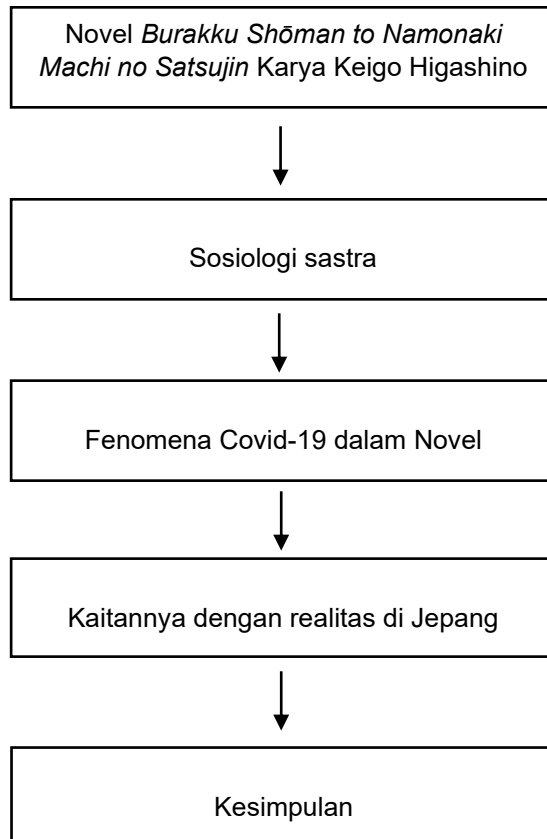 Novel Burakku Shōman to Namonaki
Machi no Satsujin Karya Keigo Higashino
Sosiologi sastra
Fenomena Covid-19 dalam Novel
Kaitannya dengan realitas di Jepang
Kesimpulan